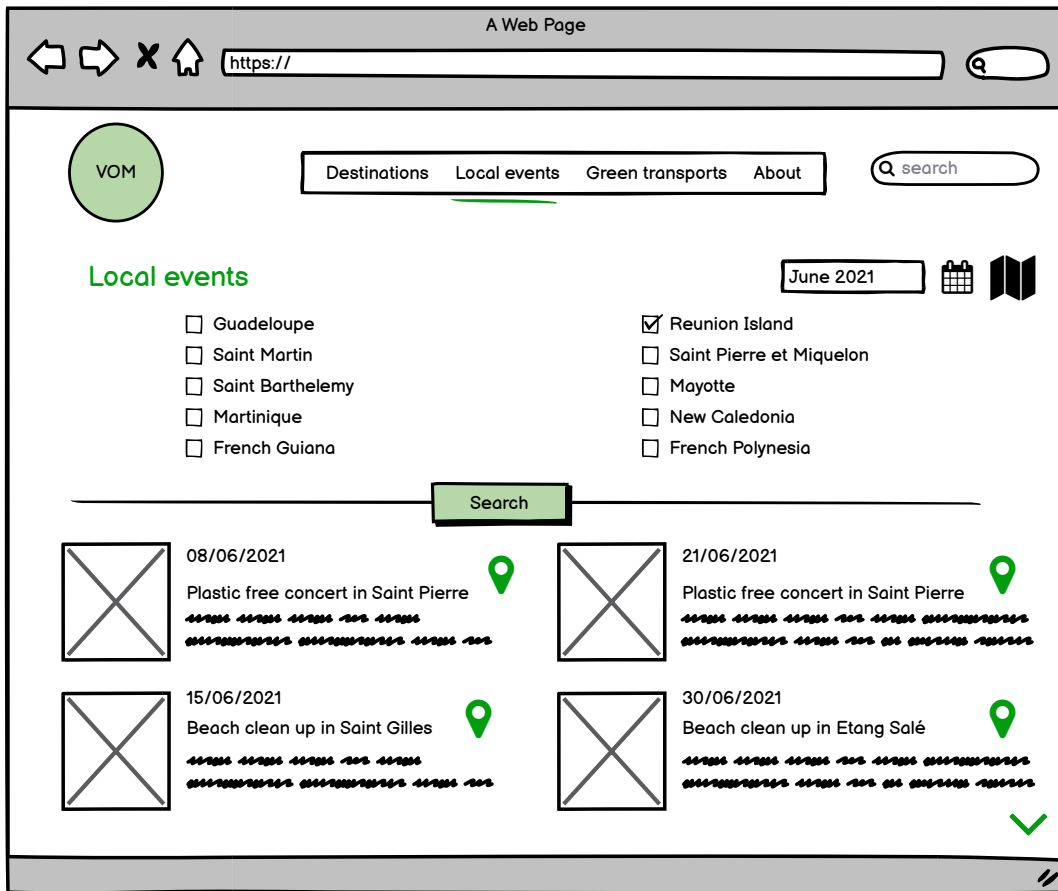 A Web Page
https://
VOM
Destinations Local events Green transports About
search
Local events
June 2021
Guadeloupe
Saint Martin
Saint Barthelemy
Martinique
French Guiana
Reunion Island
Saint Pierre et Miquelon
Mayotte
New Caledonia
French Polynesia
Search
08/06/2021
Plastic free concert in Saint Pierre
21/06/2021
Plastic free concert in Saint Pierre
15/06/2021
Beach clean up in Saint Gilles
30/06/2021
Beach clean up in Etang Salé